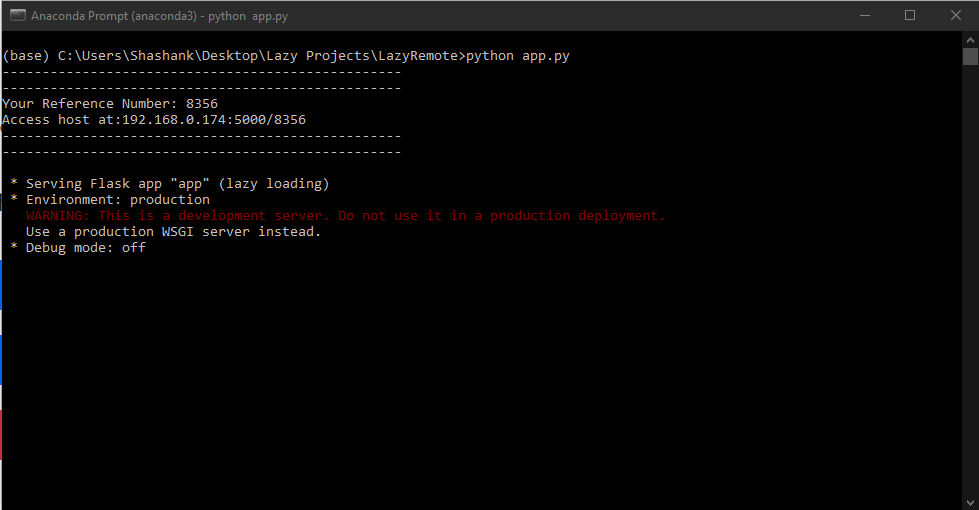 Anaconda Prompt (anaconda3) - python  app.py
(base) C:\Users\Shashank\Desktop\Lazy Projects\LazyRemote>python app.py
--------------------------------------------------
--------------------------------------------------
Your Reference Number: 8356
Access host at:192.168.0.174:5000/8356
--------------------------------------------------
--------------------------------------------------
 * Serving Flask app "app" (lazy loading)
 * Environment: production
   WARNING: This is a development server. Do not use it in a production deployment.
   Use a production WSGI server instead.
 * Debug mode: off